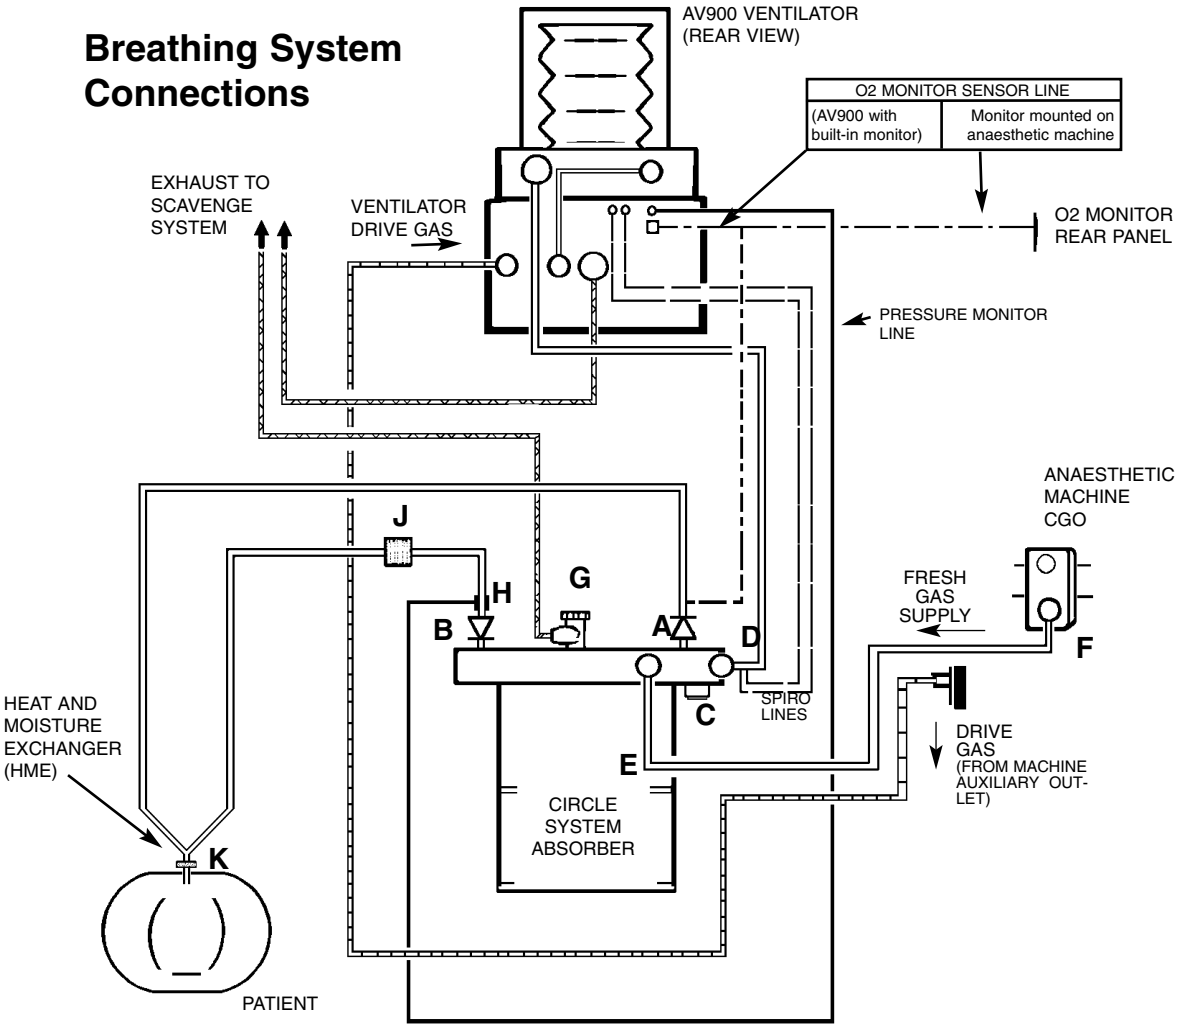 Breathing System
Connections
AV900 VENTILATOR
(REAR VIEW)
O2 MONITOR SENSOR LINE
(AV900 with
built-in monitor)
Monitor mounted on
anaesthetic machine
EXHAUST TO
SCAVENGE
SYSTEM
VENTILATOR
DRIVE GAS
O2 MONITOR
REAR PANEL
PRESSURE MONITOR
LINE
ANAESTHETIC
MACHINE
CGO
J
H
G
B
A
D
FRESH
GAS
SUPPLY
F
SPIRO
LINES
C
E
HEAT AND
MOISTURE
EXCHANGER
(HME)
DRIVE
GAS
(FROM MACHINE
AUXILIARY OUT-
LET)
CIRCLE
SYSTEM
ABSORBER
K
PATIENT